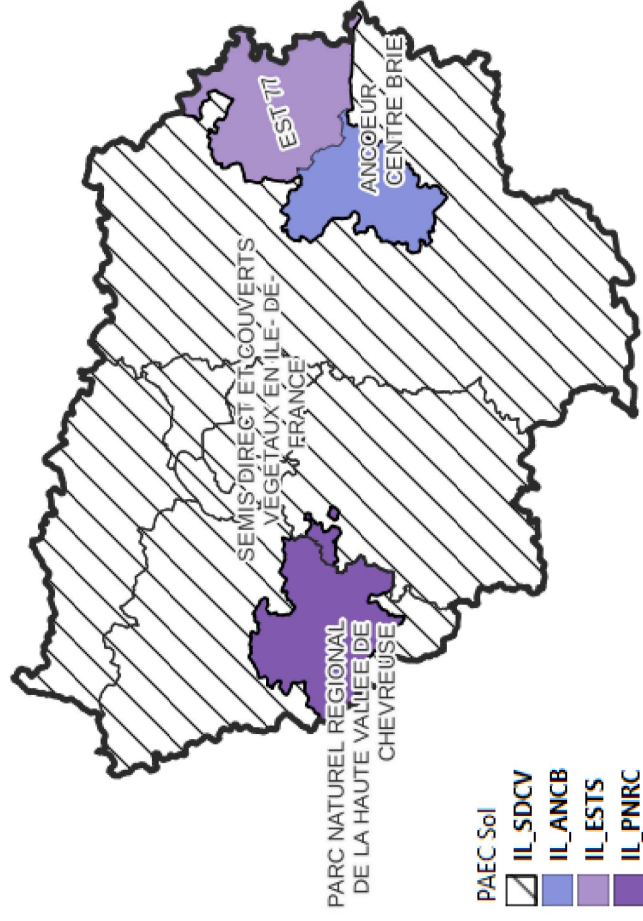 SEMIS DIRECT ET COUVERTS
VEGETAUX EN ILE- DE-
FRANCE
EST 77
ANCOEUR
CENTRE BRIE
PARC NATUREL REGIONAL
DE LA HAUTE VALLEE DE
CHEVREUSE
PAEC Sol
IL_SDCV
IL_ANCB
IL_ESTS
IL_PNRC